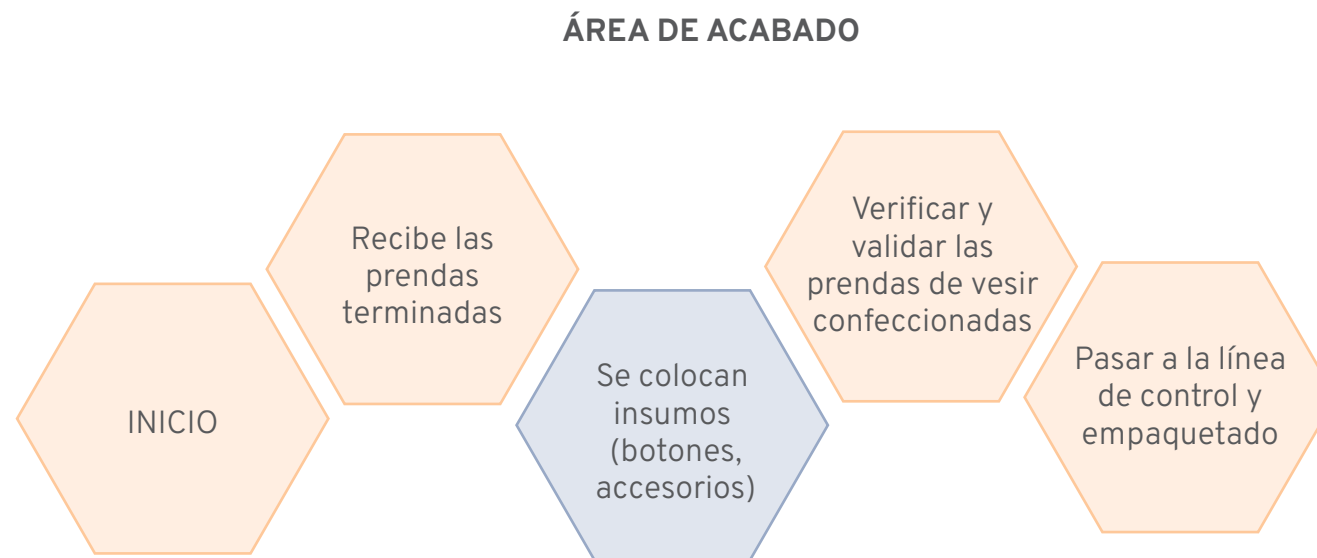 ÁREA DE ACABADO
INICIO
Recibe las
prendas
terminadas
Se colocan
insumos
(botones,
accesorios)
Verificar y
validar las
prendas de vesir
confeccionadas
Pasar a la línea
de control y
empaquetado